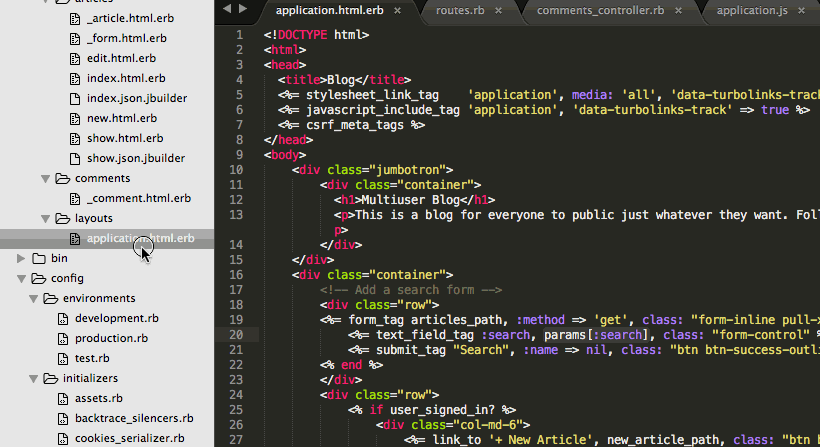 articles
_article.html.erb
_form.html.erb
edit.html.erb
index.html.erb
index.json.jbuilder
new.html.erb
show.html.erb
show.json.jbuilder
comments
_comment.html.erb
layouts
application.html.erb
bin
config
environments
development.rb
production.rb
test.rb
initializers
assets.rb
backtrace_silencers.rb
cookies_serializer.rb
application.html.erb × routes.rb × comments_controller.rb × application.js ×
1 <!DOCTYPE html>
2 <html>
3 <head>
4 <title>Blog</title>
5 <%= stylesheet_link_tag 'application', media: 'all', 'data-turbolinks-track
6 <%= javascript_include_tag 'application', 'data-turbolinks-track' => true %>
7 <%= csrf_meta_tags %>
8 </head>
9 <body>
10 <div class="jumbotron">
11 <div class="container">
12 <h1>Multiuser Blog</h1>
13 <p>This is a blog for everyone to public just whatever they want. Foll
p>
14 </div>
15 </div>
16 <div class="container">
17 <!-- Add a search form -->
18 <div class="row">
19 <%= form_tag articles_path, :method => 'get', class: "form-inline pull-x
20 <%= text_field_tag :search, params[:search], class: "form-control" %
21 <%= submit_tag "Search", :name => nil, class: "btn btn-success-outli
22 <% end %>
23 </div>
24 <div class="row">
25 <% if user_signed_in? %>
26 <div class="col-md-6">
27 <%= link_to '+ New Article', new_article_path, class: "btn b